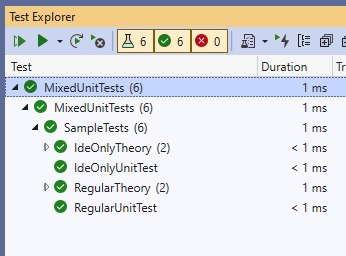 Test Explorer
6 6 0
Test Duration Tr
MixedUnitTests (6) 1 ms
MixedUnitTests (6) 1 ms
SampleTests (6) 1 ms
IdeOnlyTheory (2) < 1 ms
IdeOnlyUnitTest < 1 ms
RegularTheory (2) 1 ms
RegularUnitTest < 1 ms